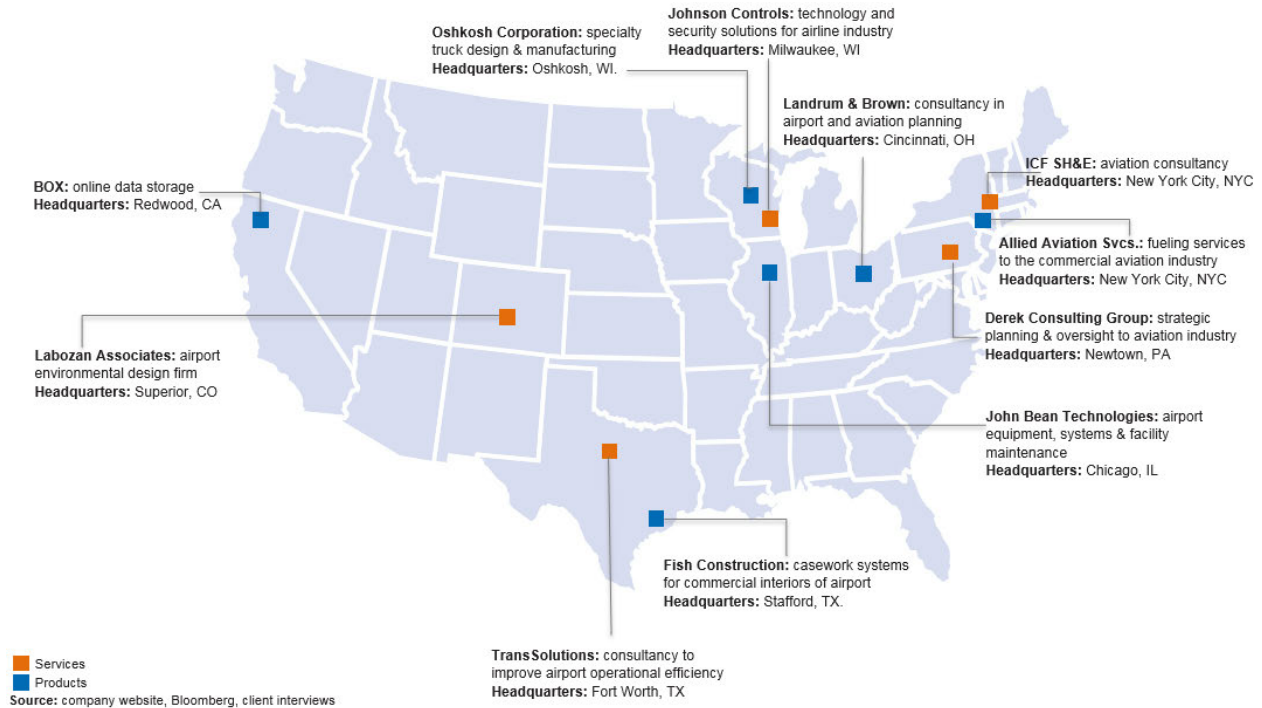 Oshkosh Corporation: specialty
truck design & manufacturing
Headquarters: Oshkosh, WI.
Johnson Controls: technology and
security solutions for airline industry
Headquarters: Milwaukee, WI
Landrum & Brown: consultancy in
airport and aviation planning
Headquarters: Cincinnati, OH
ICF SH&E: aviation consultancy
Headquarters: New York City, NYC
BOX: online data storage
Headquarters: Redwood, CA
Allied Aviation Svcs.: fueling services
to the commercial aviation industry
Headquarters: New York City, NYC
Derek Consulting Group: strategic
planning & oversight to aviation industry
Headquarters: Newtown, PA
Labozan Associates: airport
environmental design firm
Headquarters: Superior, CO
John Bean Technologies: airport
equipment, systems & facility
maintenance
Headquarters: Chicago, IL
Fish Construction: casework systems
for commercial interiors of airport
Headquarters: Stafford, TX.
TransSolutions: consultancy to
improve airport operational efficiency
Headquarters: Fort Worth, TX
Services
Products
Source: company website, Bloomberg, client interviews